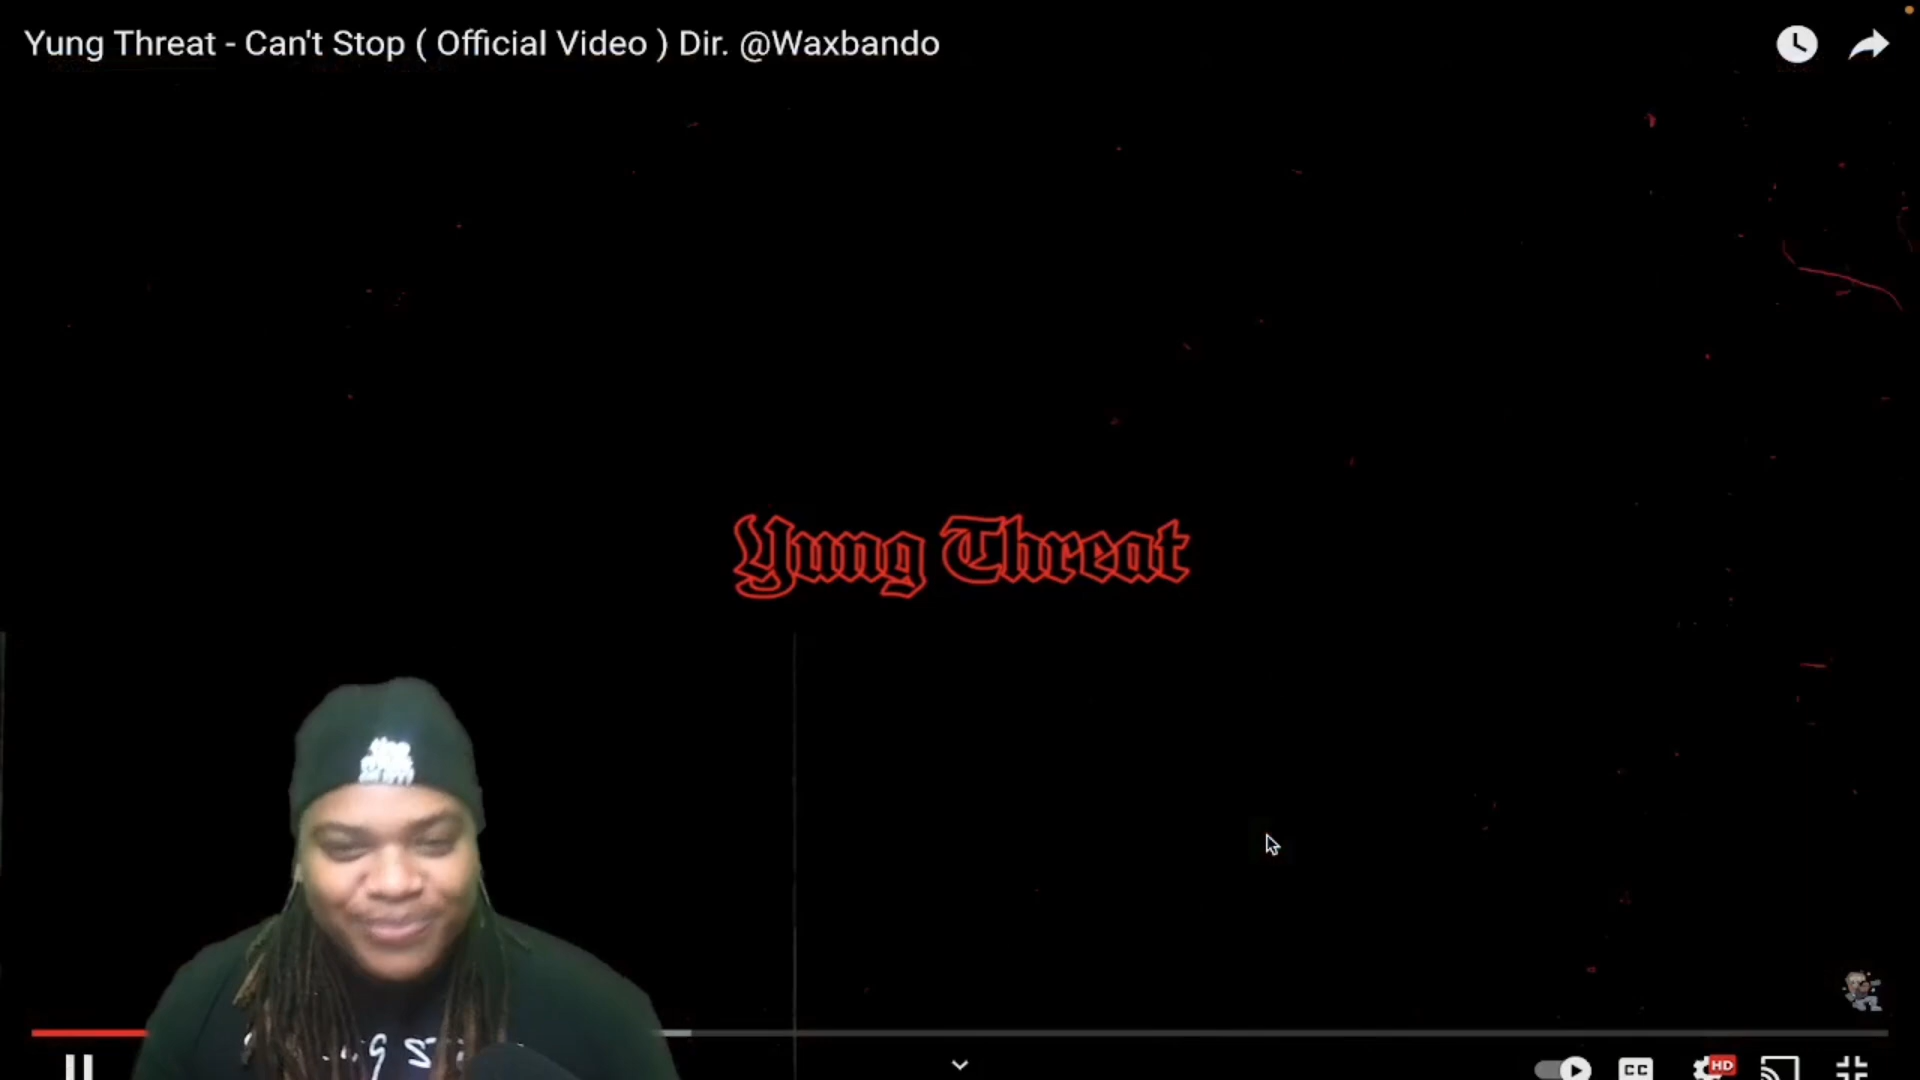 Yung Threat - Can't Stop ( Official Video ) Dir. @Waxbando
Yung Threat
CC
HD